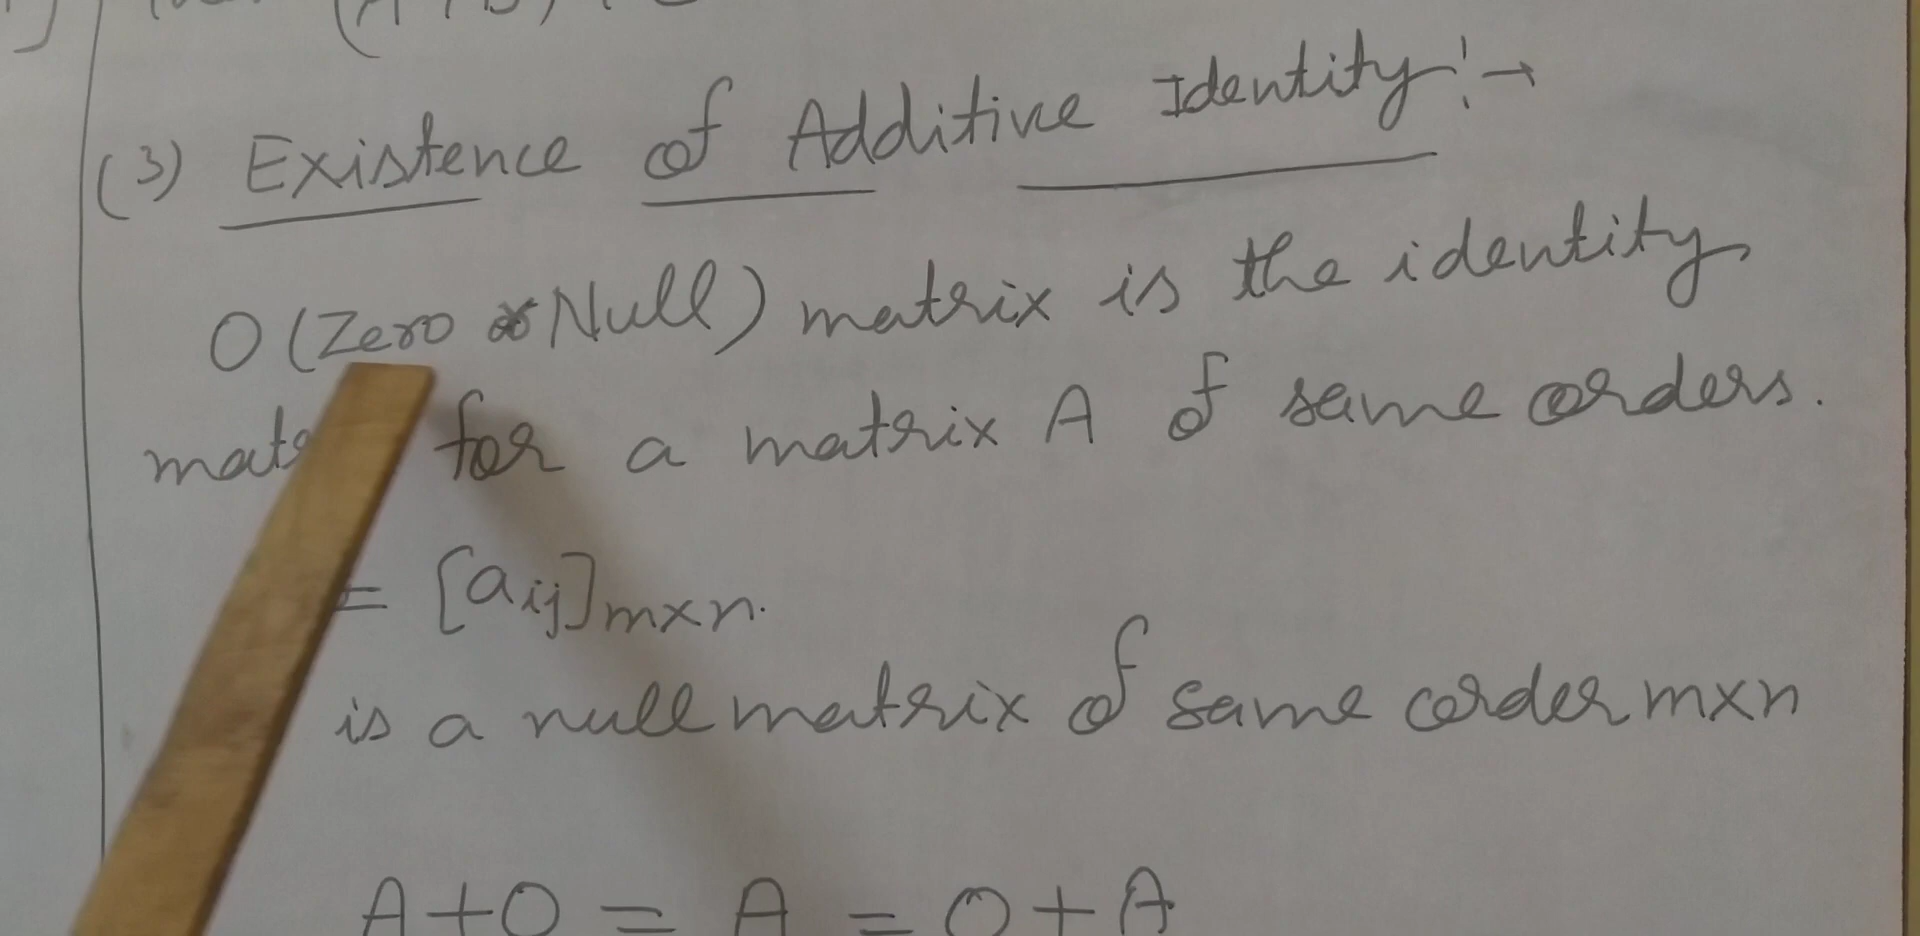 (3) Existence of Additive Identity:→
O (Zero or Null) matrix is the identity
for a matrix A of same orders.
= [aij]m×n.
is a null matrix of same order m×n
A+O = A = O+A